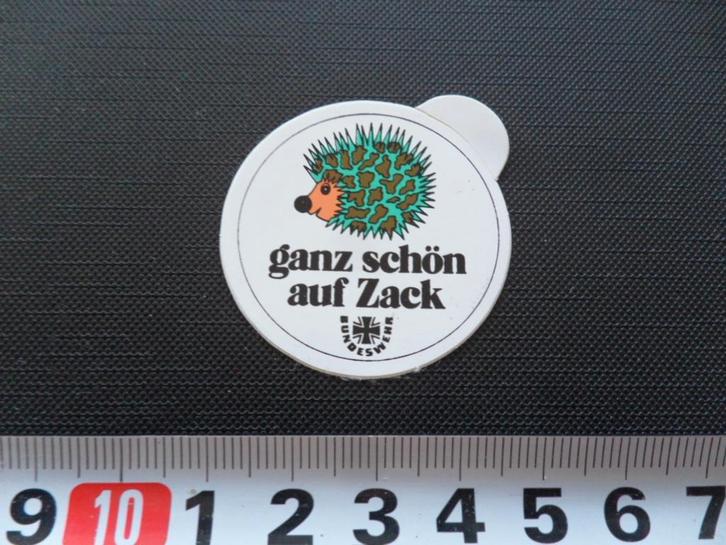 ganz schön
auf Zack
BUNDESWEHR
9 10 1 2 3 4 5 6 7